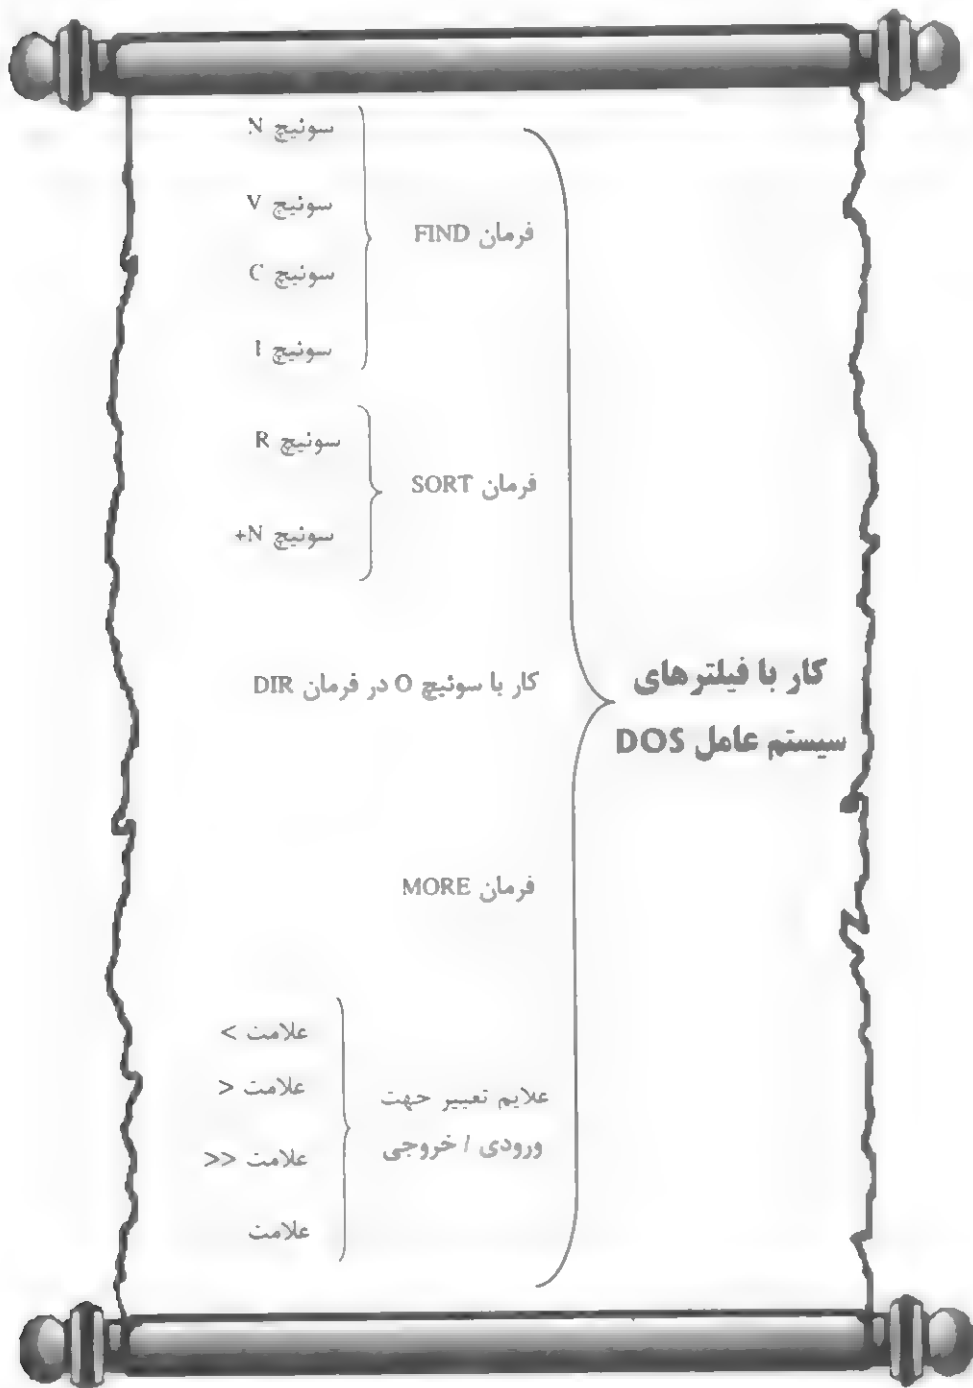 کار با فیلترهای
سیستم عامل DOS
فرمان FIND
سوئیچ N
سوئیچ V
سوئیچ C
سوئیچ I
فرمان SORT
سوئیچ R
سوئیچ N+
کار با سوئیچ O در فرمان DIR
فرمان MORE
علایم تغییر جهت
ورودی / خروجی
علامت >
علامت <
علامت <<
علامت